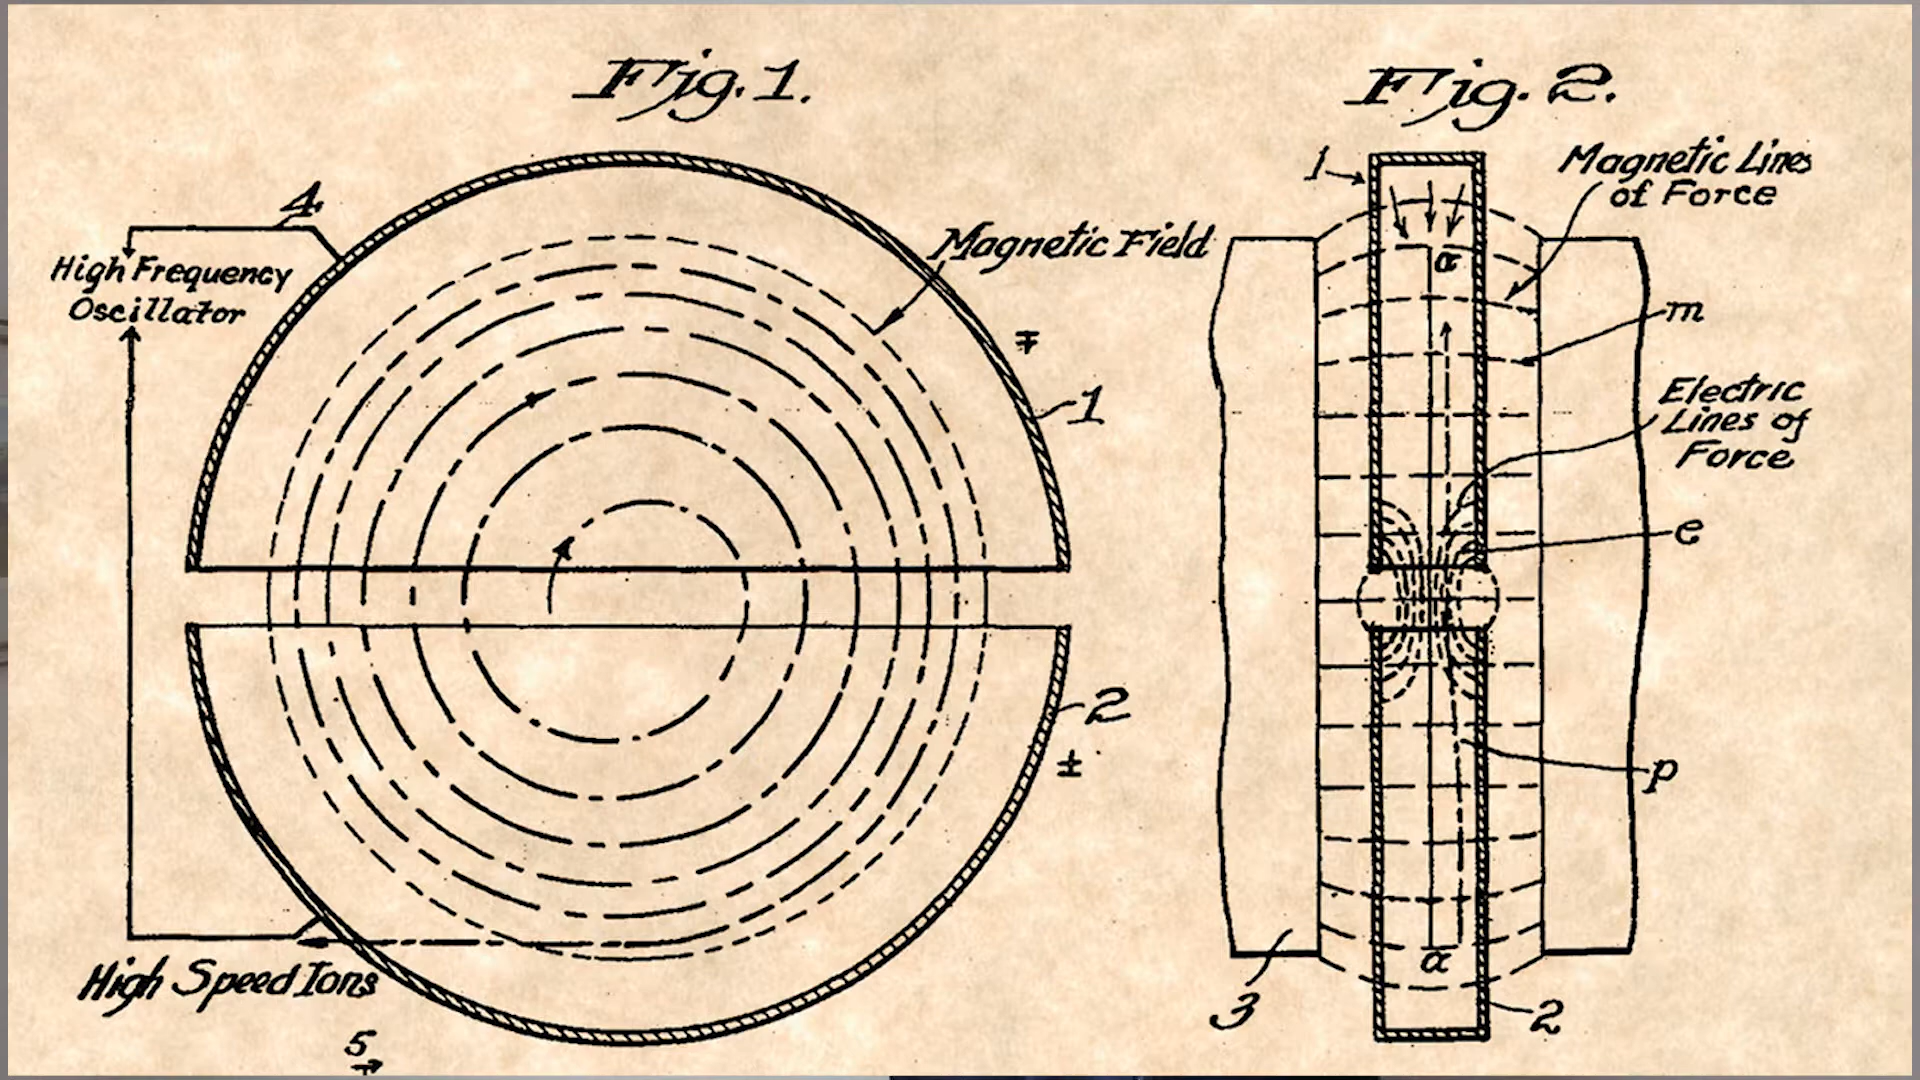 Fig. 1.
4
High Frequency
Oscillator
Magnetic Field
∓
1
2
±
High Speed Ions
5
Fig. 2.
1
Magnetic Lines
of Force
a
m
Electric
Lines of
Force
e
p
a
3
2